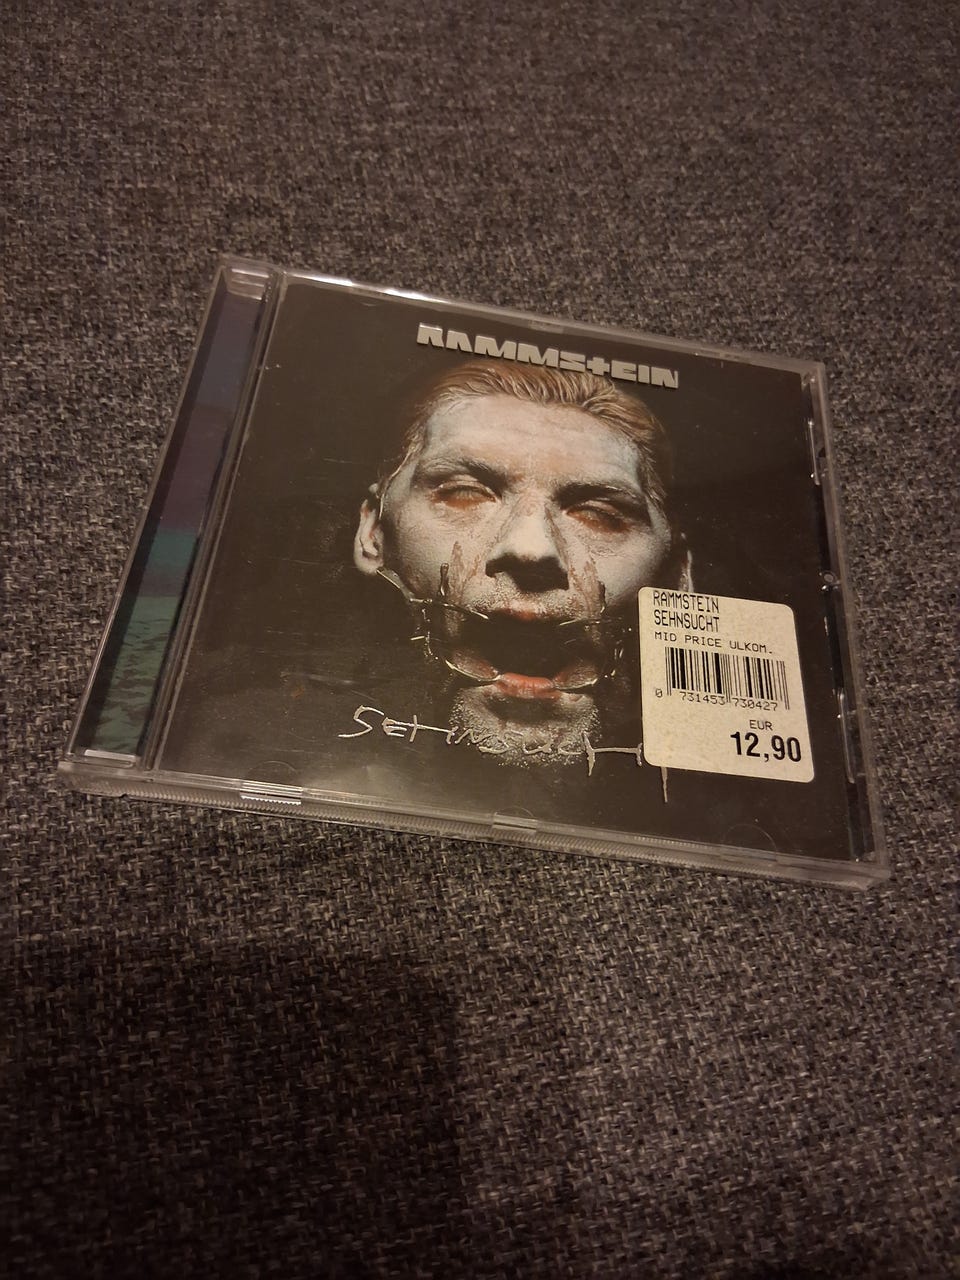 RAMMSTEIN
RAMMSTEIN
SEHNSUCHT
MID PRICE ULKOM.
0 731453 730427
EUR
12,90
SEHNSUCHT